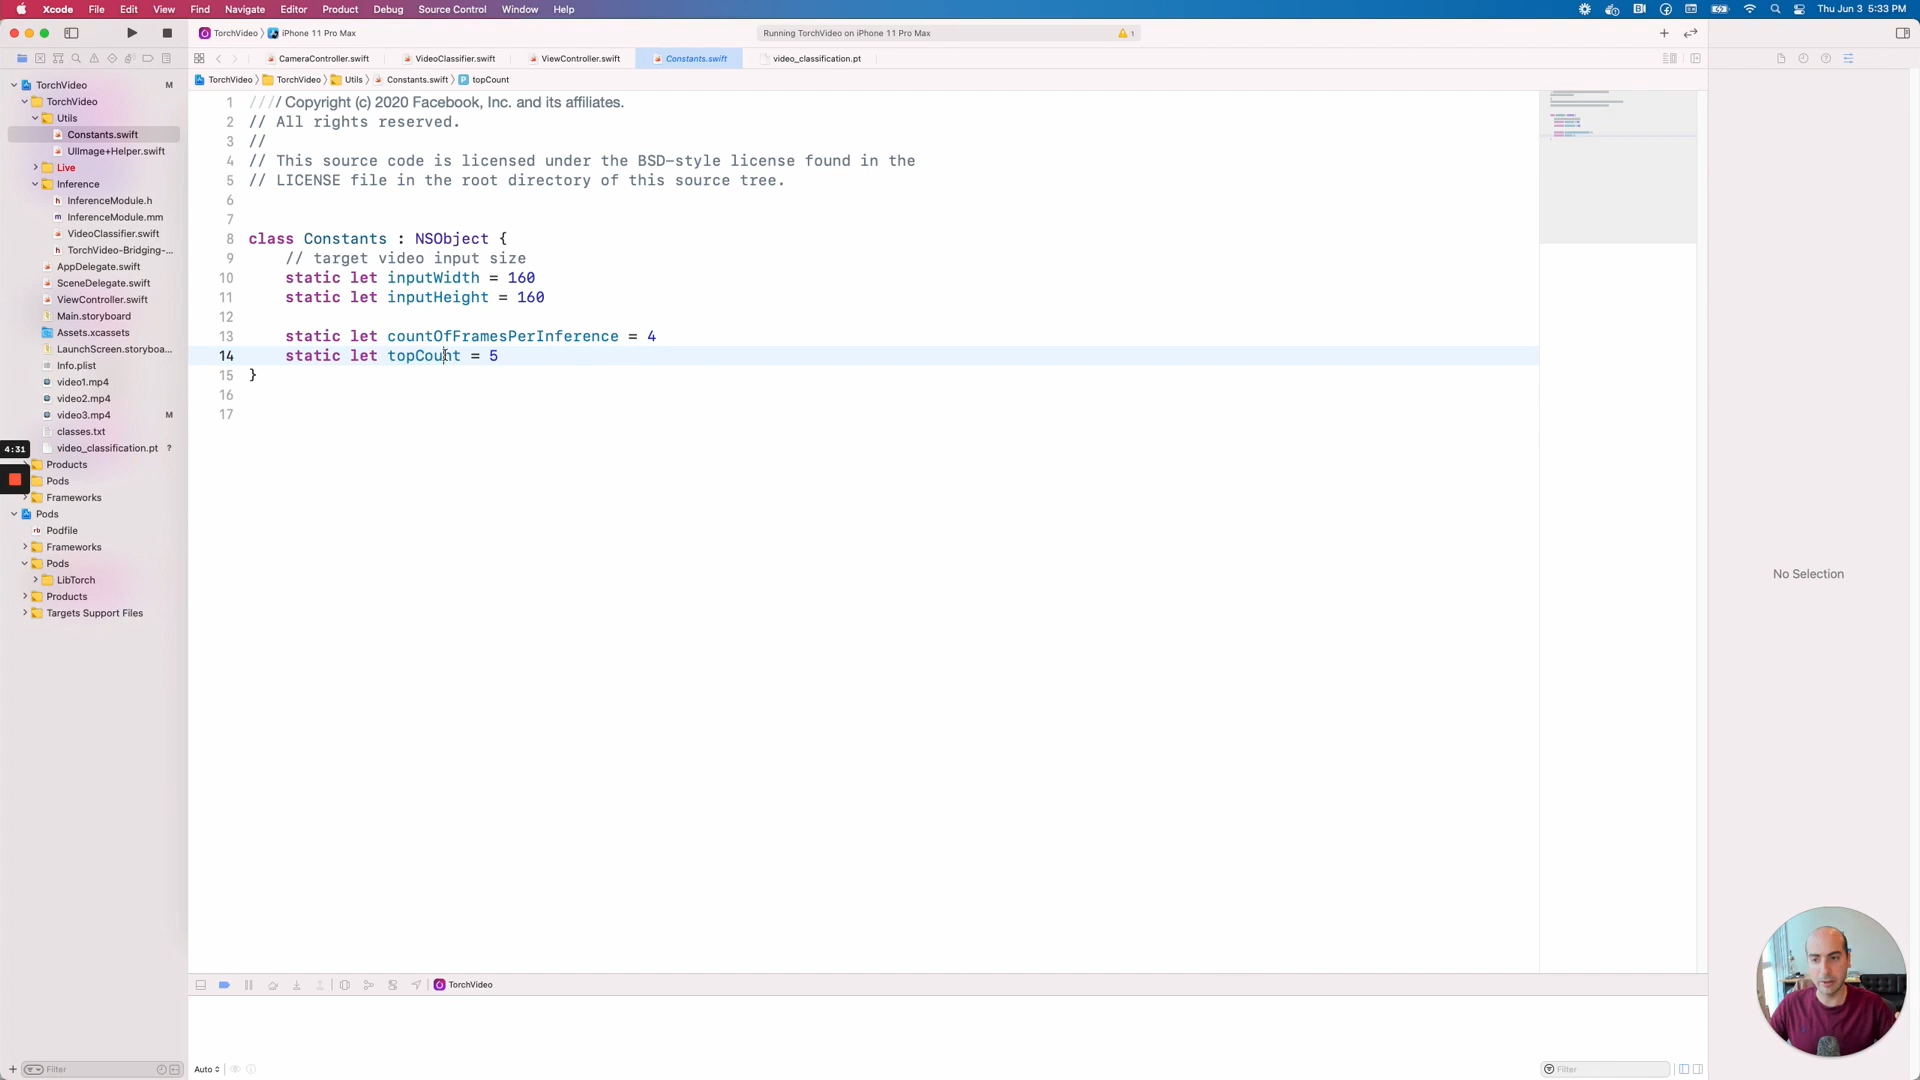 Xcode File Edit View Find Navigate Editor Product Debug Source Control Window Help Thu Jun 3 5:33 PM
TorchVideo iPhone 11 Pro Max Running TorchVideo on iPhone 11 Pro Max 1
CameraController.swift VideoClassifier.swift ViewController.swift Constants.swift video_classification.pt
TorchVideo TorchVideo Utils Constants.swift topCount
TorchVideo M
TorchVideo
Utils
Constants.swift
UIImage+Helper.swift
Live
Inference
InferenceModule.h
InferenceModule.mm
VideoClassifier.swift
TorchVideo-Bridging-...
AppDelegate.swift
SceneDelegate.swift
ViewController.swift
Main.storyboard
Assets.xcassets
LaunchScreen.storyboa...
Info.plist
video1.mp4
video2.mp4
video3.mp4 M
classes.txt
video_classification.pt ?
Products
Pods
Frameworks
Pods
Podfile
Frameworks
Pods
LibTorch
Products
Targets Support Files
4:31
1 //// Copyright (c) 2020 Facebook, Inc. and its affiliates.
2 // All rights reserved.
3 //
4 // This source code is licensed under the BSD-style license found in the
5 // LICENSE file in the root directory of this source tree.
6
7
8 class Constants : NSObject {
9 // target video input size
10 static let inputWidth = 160
11 static let inputHeight = 160
12
13 static let countOfFramesPerInference = 4
14 static let topCount = 5
15 }
16
17
No Selection
TorchVideo
Filter
Auto
Filter